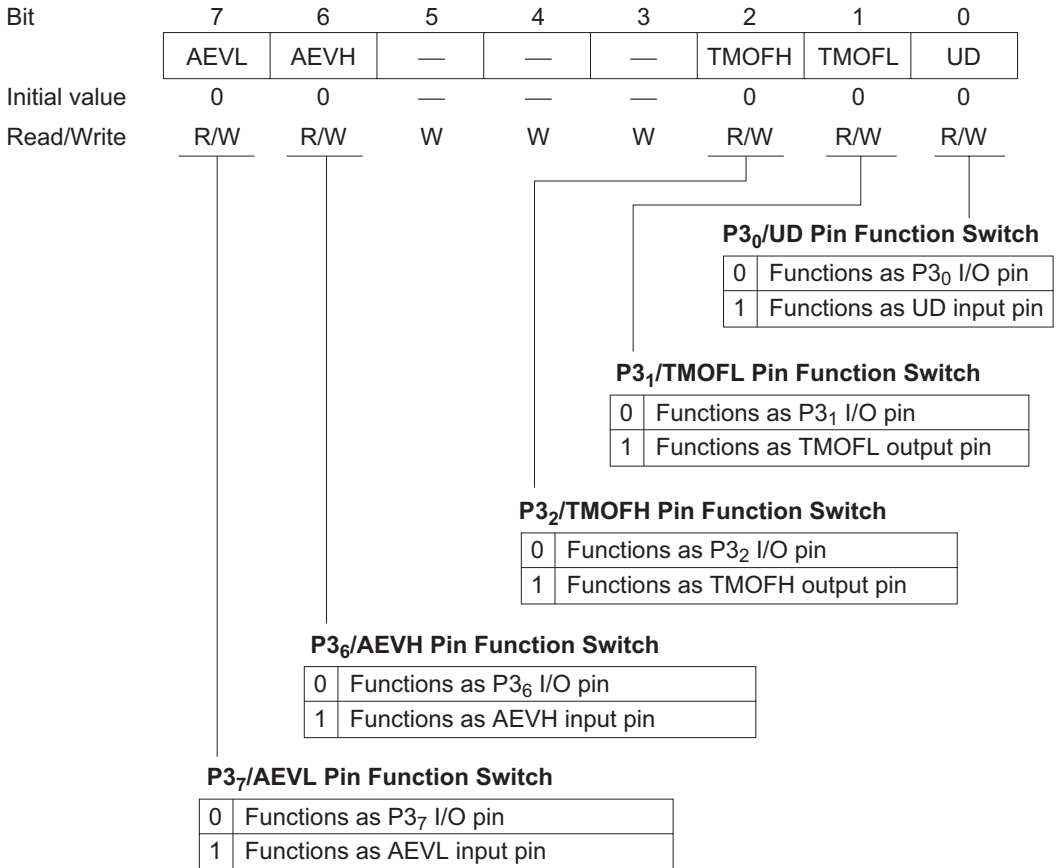 Bit 7 6 5 4 3 2 1 0
AEVL AEVH — — — TMOFH TMOFL UD
Initial value 0 0 — — — 0 0 0
Read/Write R/W R/W W W W R/W R/W R/W
P3₀/UD Pin Function Switch
0 Functions as P3₀ I/O pin
1 Functions as UD input pin
P3₁/TMOFL Pin Function Switch
0 Functions as P3₁ I/O pin
1 Functions as TMOFL output pin
P3₂/TMOFH Pin Function Switch
0 Functions as P3₂ I/O pin
1 Functions as TMOFH output pin
P3₆/AEVH Pin Function Switch
0 Functions as P3₆ I/O pin
1 Functions as AEVH input pin
P3₇/AEVL Pin Function Switch
0 Functions as P3₇ I/O pin
1 Functions as AEVL input pin